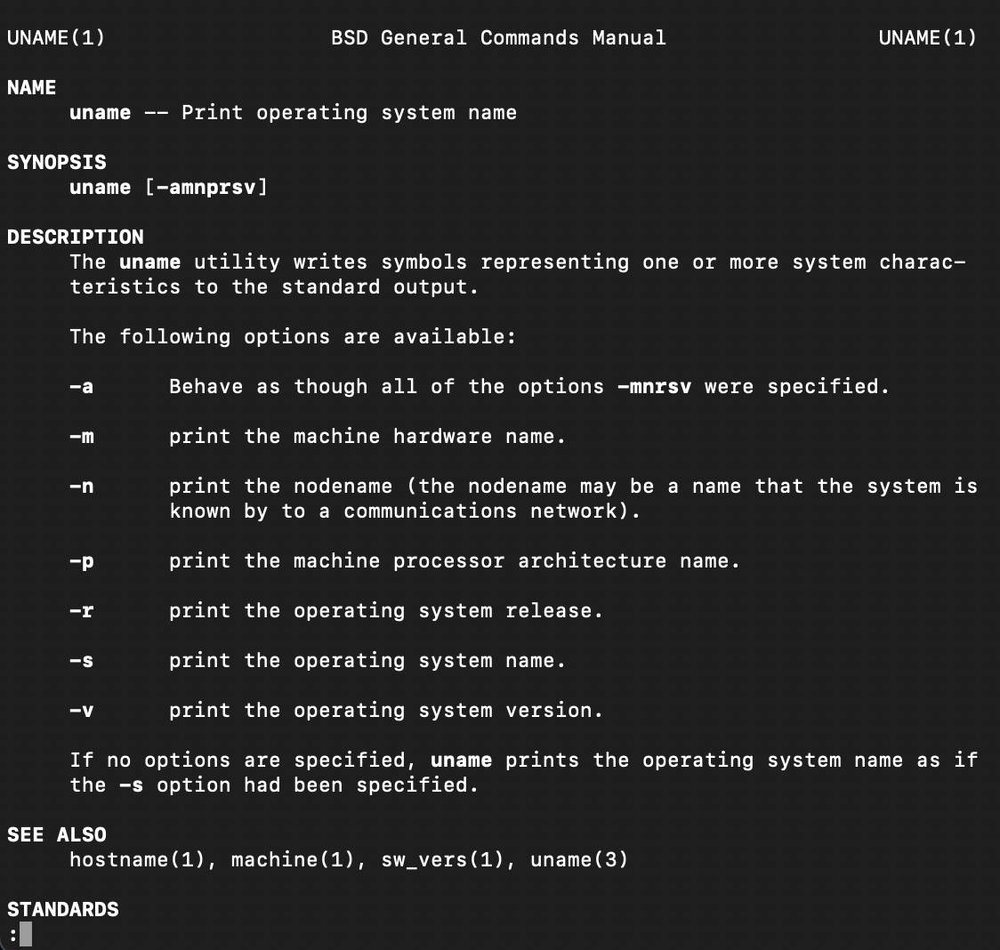 UNAME(1) BSD General Commands Manual UNAME(1)
NAME
uname -- Print operating system name
SYNOPSIS
uname [-amnprsv]
DESCRIPTION
The uname utility writes symbols representing one or more system charac-
teristics to the standard output.
The following options are available:
-a Behave as though all of the options -mnrsv were specified.
-m print the machine hardware name.
-n print the nodename (the nodename may be a name that the system is
known by to a communications network).
-p print the machine processor architecture name.
-r print the operating system release.
-s print the operating system name.
-v print the operating system version.
If no options are specified, uname prints the operating system name as if
the -s option had been specified.
SEE ALSO
hostname(1), machine(1), sw_vers(1), uname(3)
STANDARDS
: